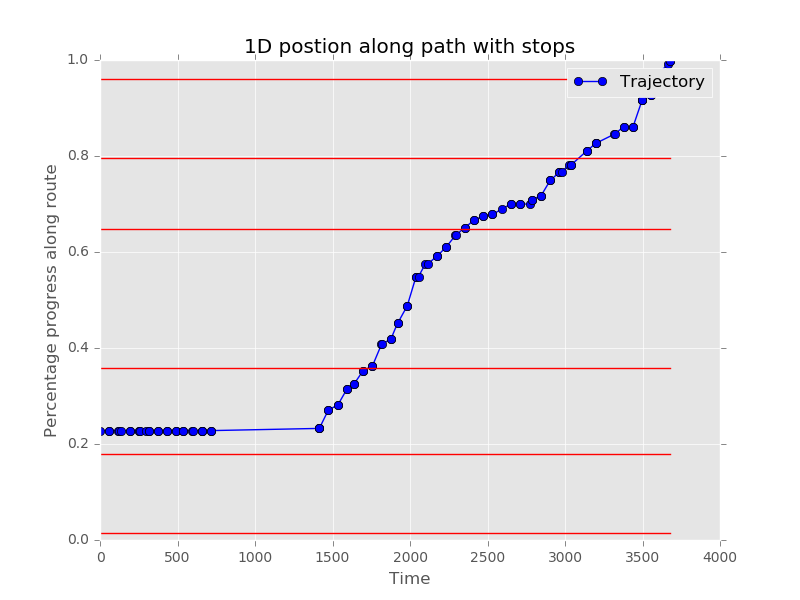 1D postion along path with stops
Trajectory
Percentage progress along route
1.0
0.8
0.6
0.4
0.2
0.0
0 500 1000 1500 2000 2500 3000 3500 4000
Time